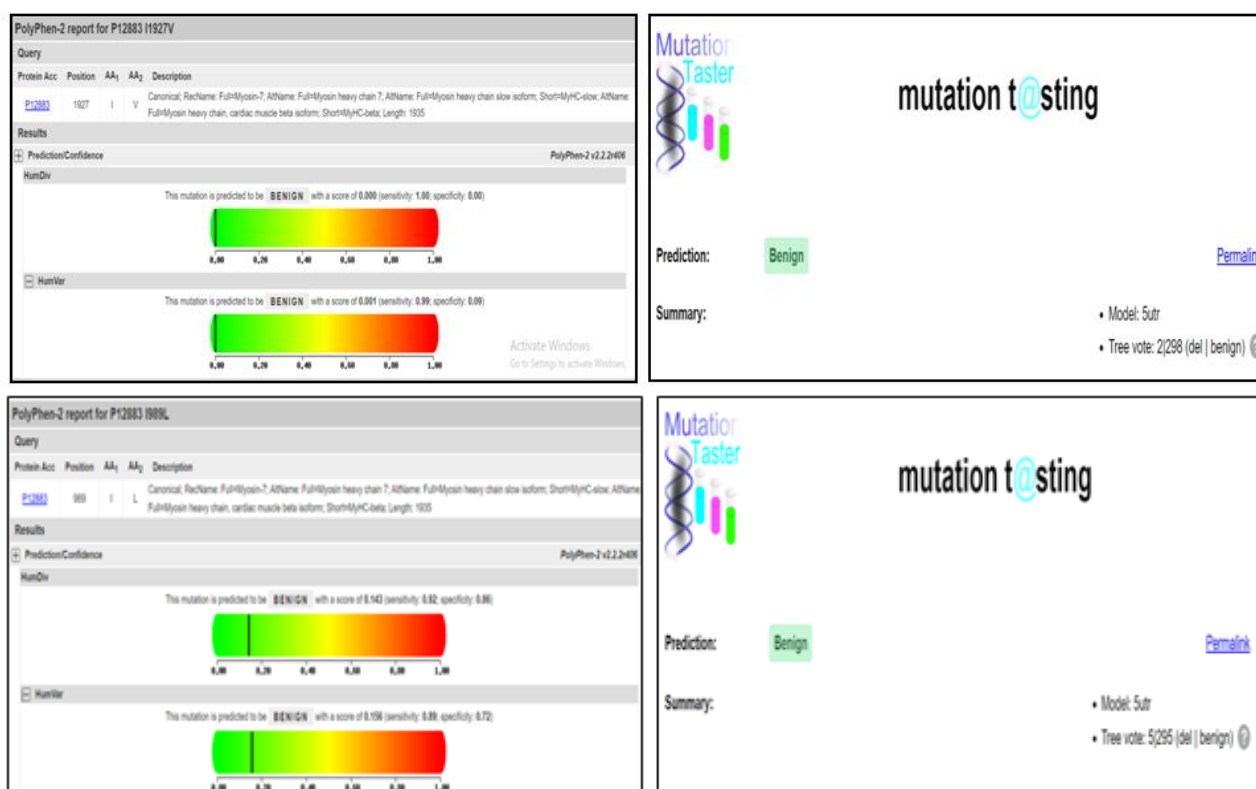 PolyPhen-2 report for P12883 I1927V
Query
Protein Acc Position AA1 AA2 Description
P12883 1927 I V Canonical; RecName: Full=Myosin-7; AltName: Full=Myosin heavy chain 7; AltName: Full=Myosin heavy chain slow isoform; Short=MyHC-slow; AltName:
Full=Myosin heavy chain, cardiac muscle beta isoform; Short=MyHC-beta; Length: 1935
Results
Prediction/Confidence PolyPhen-2 v2.2.2r406
HumDiv
This mutation is predicted to be BENIGN with a score of 0.000 (sensitivity: 1.00; specificity: 0.00)
0.00 0.20 0.40 0.60 0.80 1.00
HumVar
This mutation is predicted to be BENIGN with a score of 0.001 (sensitivity: 0.99; specificity: 0.09)
0.00 0.20 0.40 0.60 0.80 1.00
Activate Windows
Go to Settings to activate Windows.
Mutation
Taster
mutation t@sting
Prediction: Benign Permalin
Summary:
• Model: 5utr
• Tree vote: 2|298 (del | benign) ?
PolyPhen-2 report for P12883 I989L
Query
Protein Acc Position AA1 AA2 Description
P12883 989 I L Canonical; RecName: Full=Myosin-7; AltName: Full=Myosin heavy chain 7; AltName: Full=Myosin heavy chain slow isoform; Short=MyHC-slow; AltName:
Full=Myosin heavy chain, cardiac muscle beta isoform; Short=MyHC-beta; Length: 1935
Results
Prediction/Confidence PolyPhen-2 v2.2.2r406
HumDiv
This mutation is predicted to be BENIGN with a score of 0.143 (sensitivity: 0.92; specificity: 0.86)
0.00 0.20 0.40 0.60 0.80 1.00
HumVar
This mutation is predicted to be BENIGN with a score of 0.156 (sensitivity: 0.89; specificity: 0.72)
0.00 0.20 0.40 0.60 0.80 1.00
Mutation
Taster
mutation t@sting
Prediction: Benign Permalink
Summary:
• Model: 5utr
• Tree vote: 5|295 (del | benign) ?